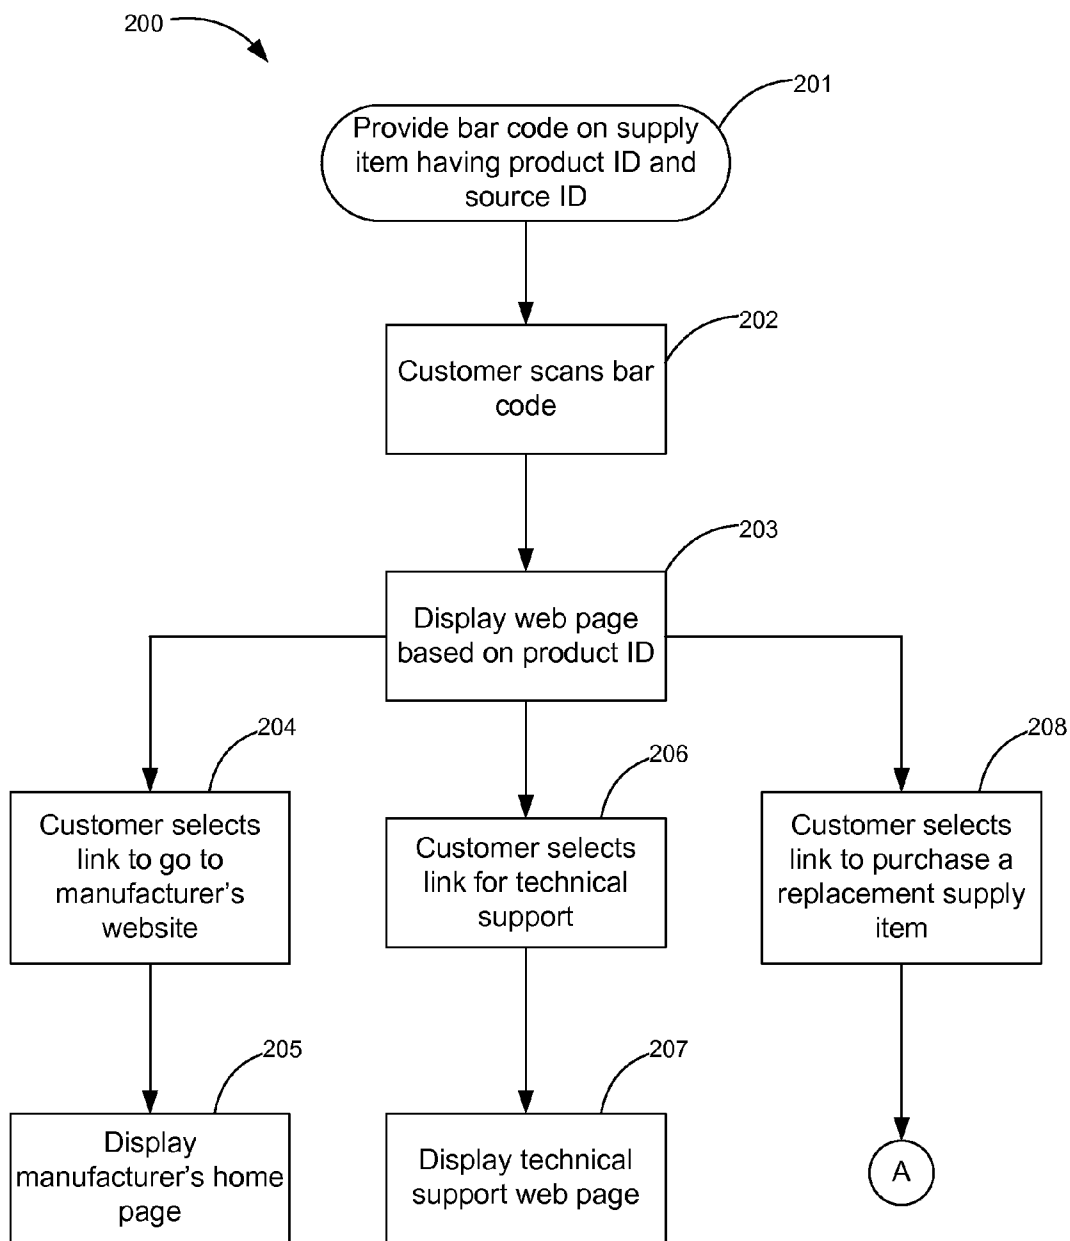 200
201
Provide bar code on supply
item having product ID and
source ID
202
Customer scans bar
code
203
Display web page
based on product ID
204
Customer selects
link to go to
manufacturer's
website
206
Customer selects
link for technical
support
208
Customer selects
link to purchase a
replacement supply
item
205
Display
manufacturer's home
page
207
Display technical
support web page
A